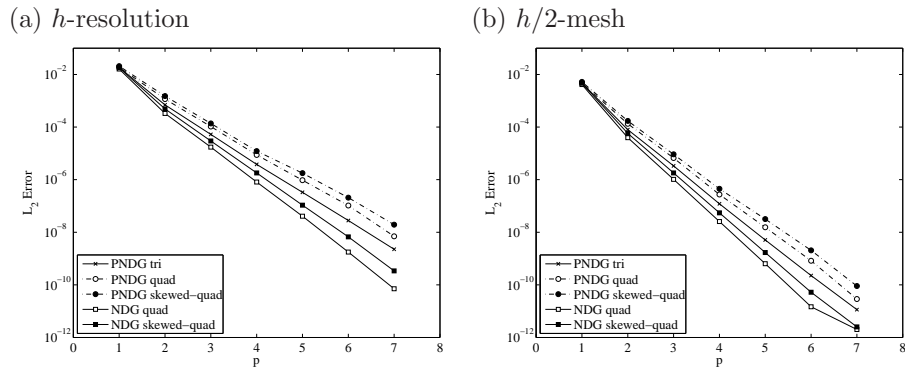 (a) h-resolution
10⁻²
10⁻⁴
10⁻⁶
10⁻⁸
10⁻¹⁰
10⁻¹²
L₂ Error
PNDG tri
PNDG quad
PNDG skewed−quad
NDG quad
NDG skewed−quad
0 1 2 3 4 5 6 7 8
p
(b) h/2-mesh
10⁻²
10⁻⁴
10⁻⁶
10⁻⁸
10⁻¹⁰
10⁻¹²
L₂ Error
PNDG tri
PNDG quad
PNDG skewed−quad
NDG quad
NDG skewed−quad
0 1 2 3 4 5 6 7 8
p